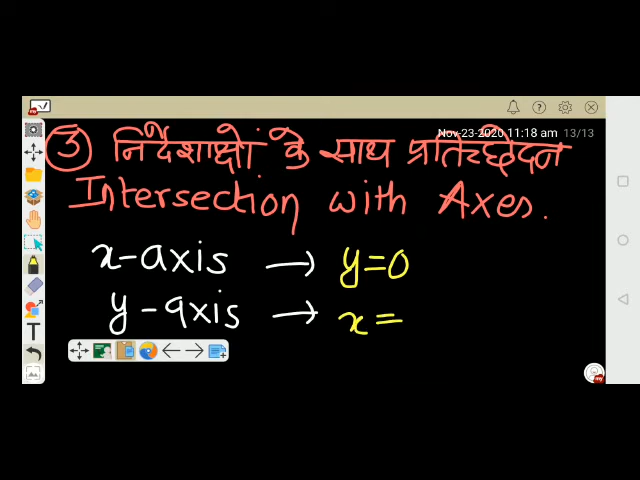 Nov-23-2020 11:18 am 13/13
③ निर्देशाक्षों के साथ प्रतिच्छेदन
Intersection with Axes.
x-axis → y=0
y-axis → x=
T